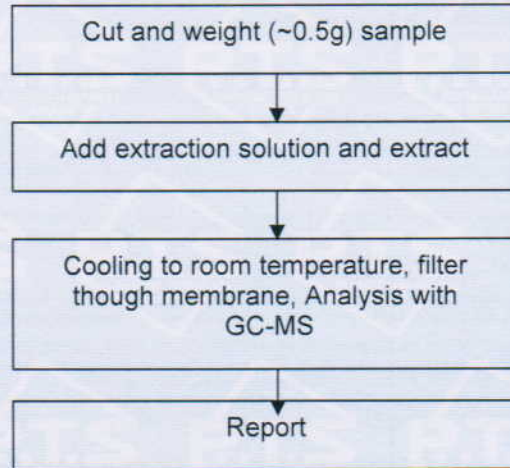 Cut and weight (~0.5g) sample
Add extraction solution and extract
Cooling to room temperature, filter
though membrane, Analysis with
GC-MS
Report